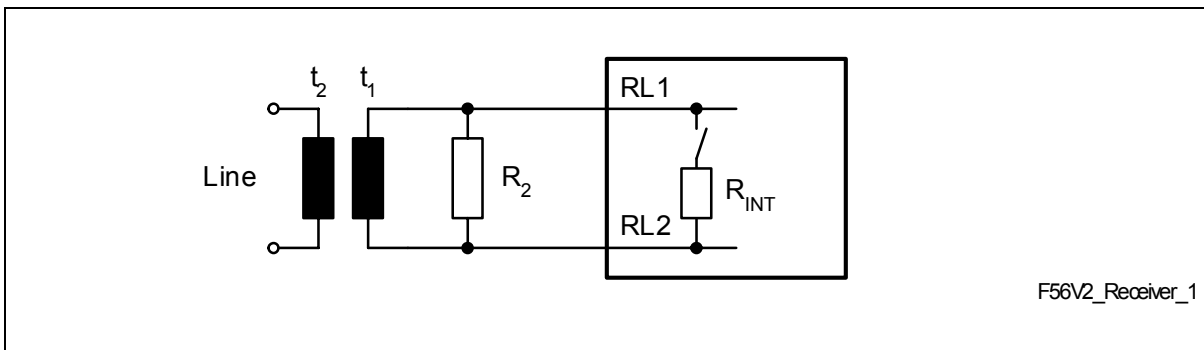 t2 t1
RL1
Line
R2
RINT
RL2
F56V2_Receiver_1